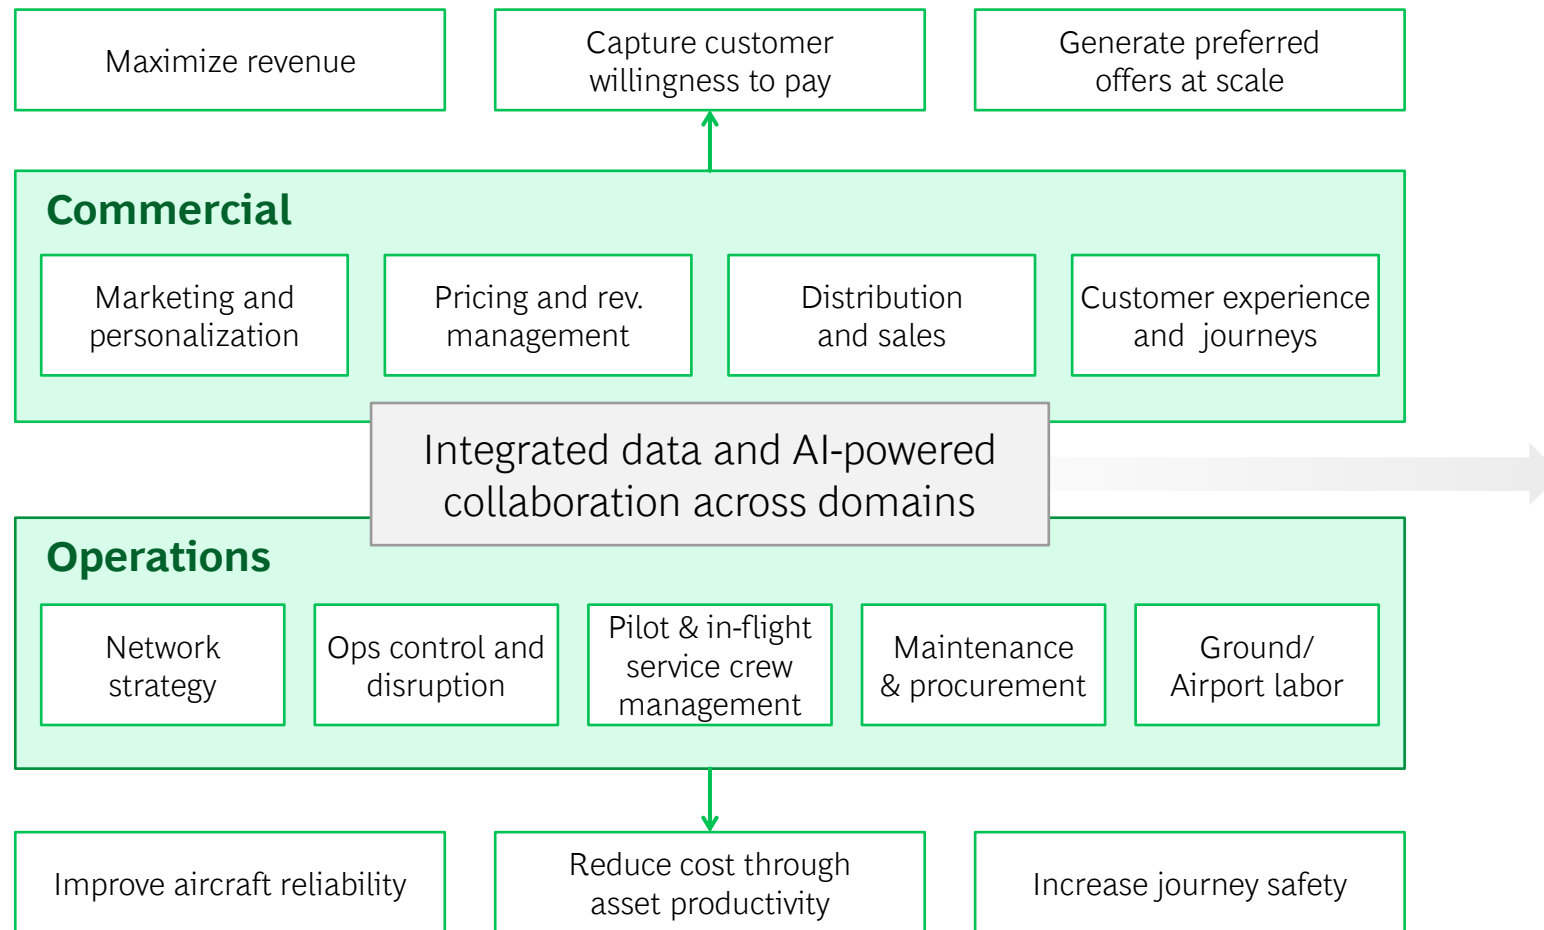 Maximize revenue
Capture customer
willingness to pay
Generate preferred
offers at scale
Commercial
Marketing and
personalization
Pricing and rev.
management
Distribution
and sales
Customer experience
and journeys
Integrated data and AI-powered
collaboration across domains
Operations
Network
strategy
Ops control and
disruption
Pilot & in-flight
service crew
management
Maintenance
& procurement
Ground/
Airport labor
Improve aircraft reliability
Reduce cost through
asset productivity
Increase journey safety